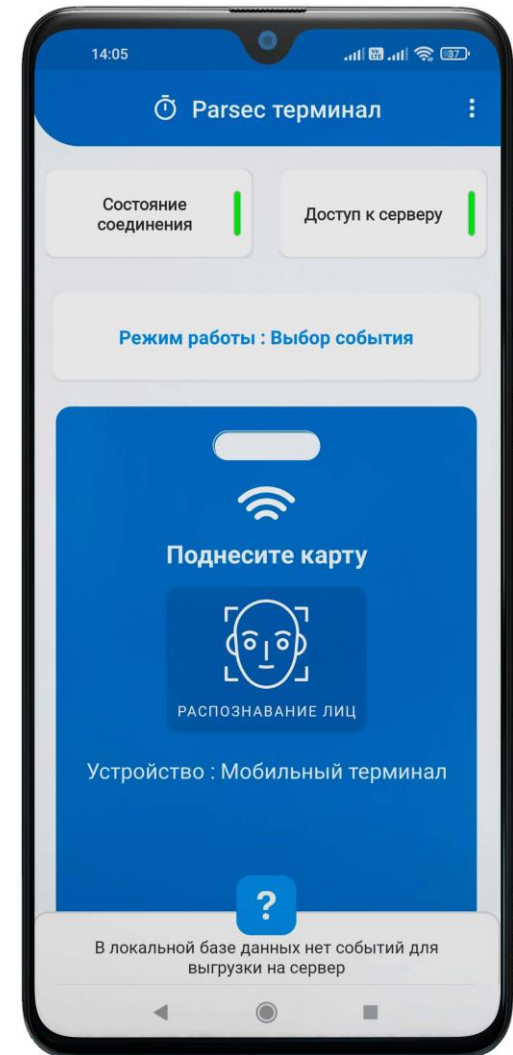 14:05
37
Parsec терминал
Состояние
соединения
Доступ к серверу
Режим работы : Выбор события
Поднесите карту
РАСПОЗНАВАНИЕ ЛИЦ
Устройство : Мобильный терминал
?
В локальной базе данных нет событий для
выгрузки на сервер